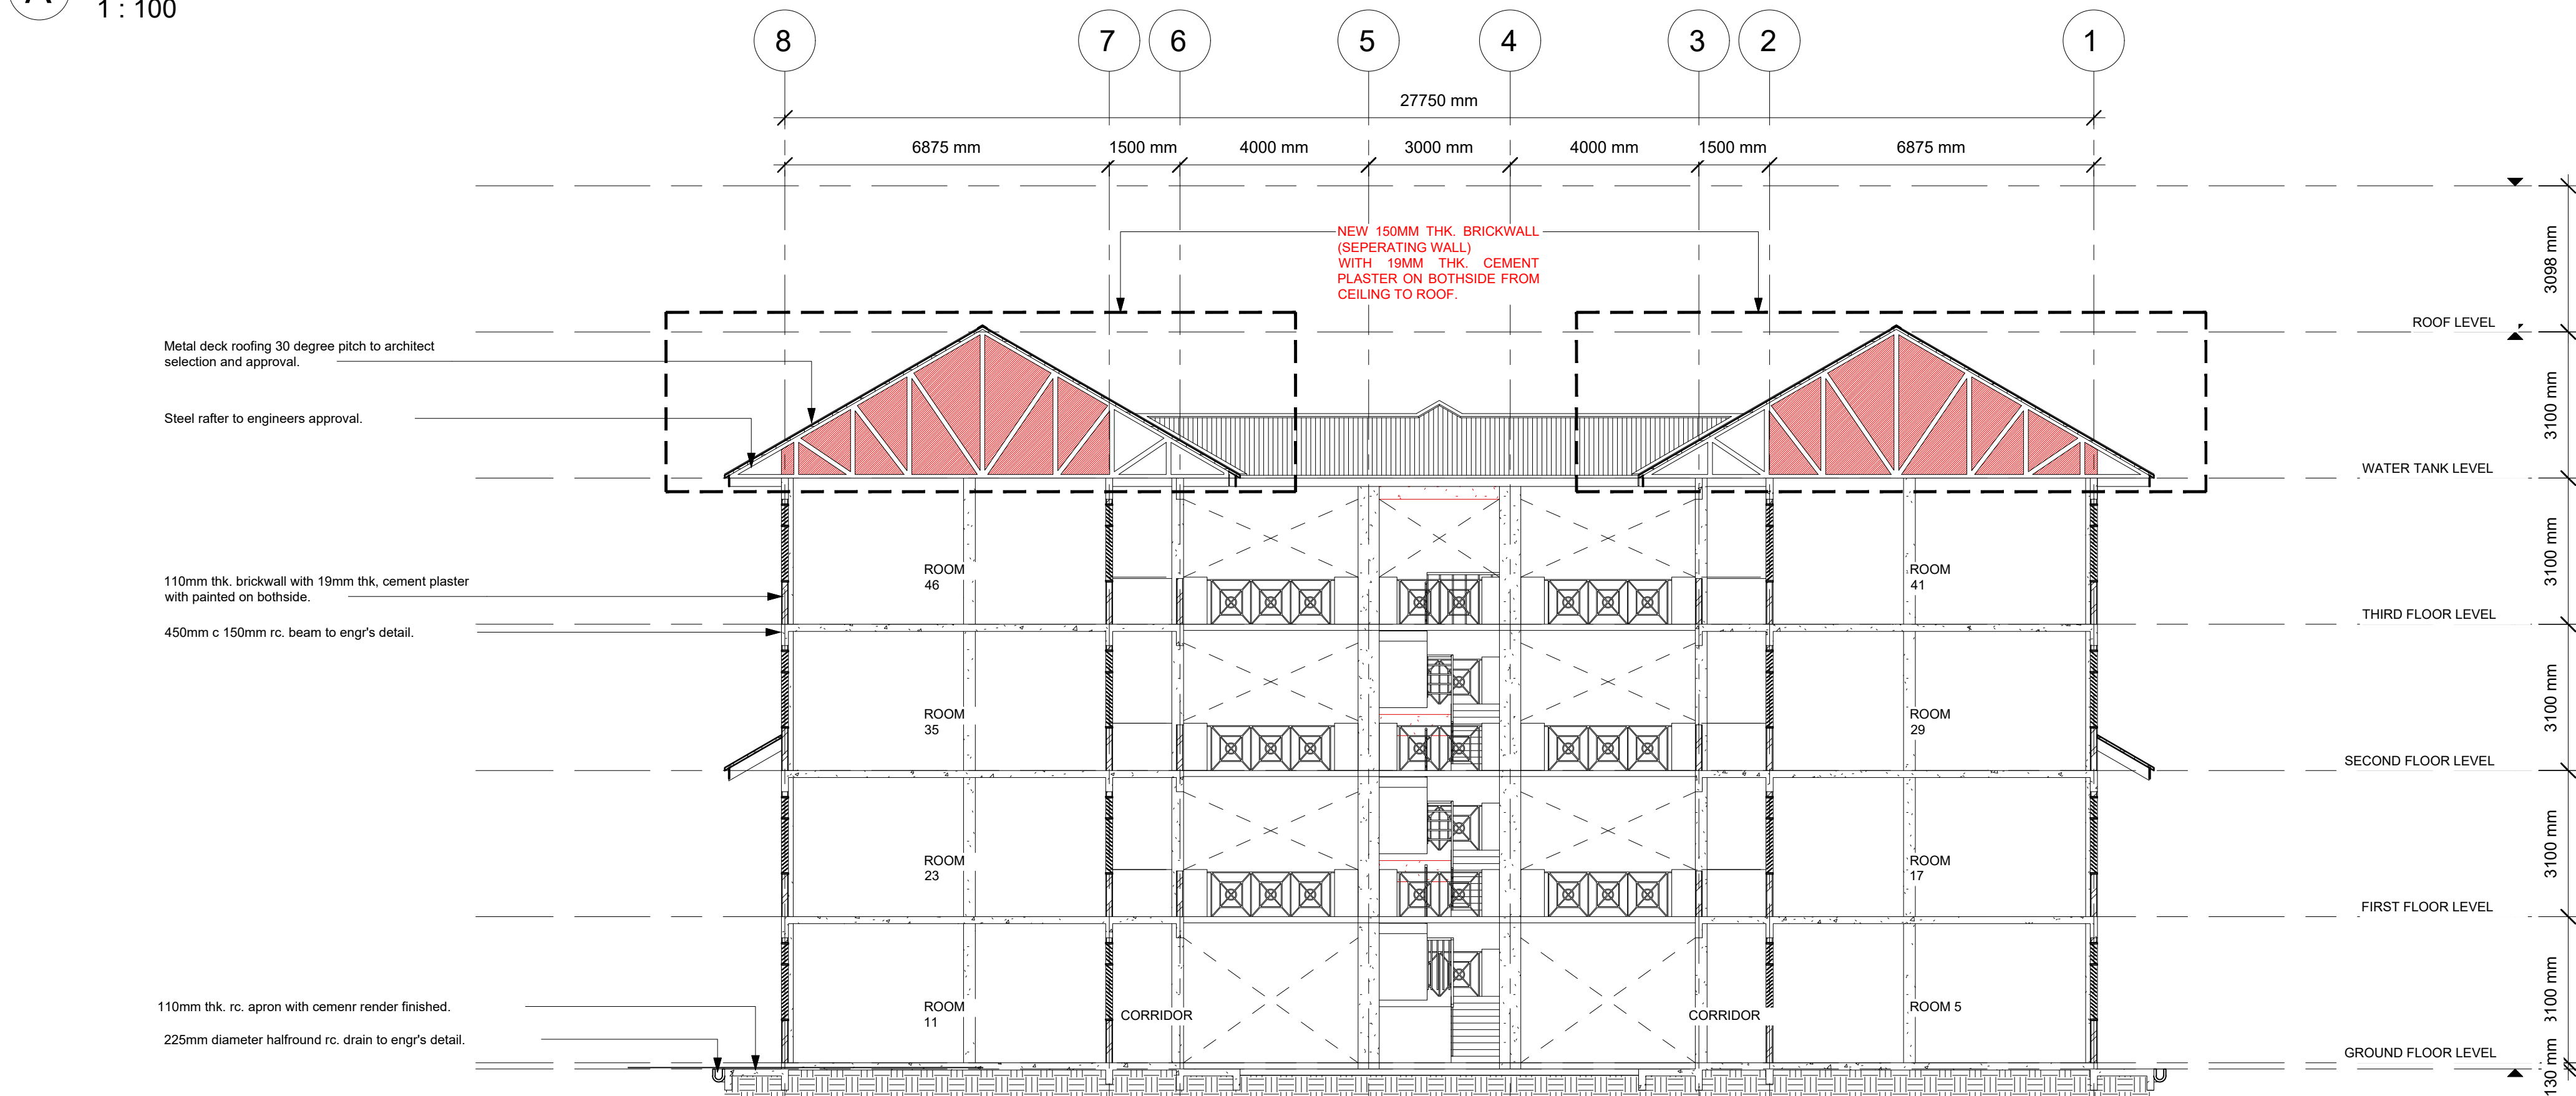 1 : 100
8 7 6 5 4 3 2 1
27750 mm
6875 mm 1500 mm 4000 mm 3000 mm 4000 mm 1500 mm 6875 mm
NEW 150MM THK. BRICKWALL
(SEPERATING WALL)
WITH 19MM THK. CEMENT
PLASTER ON BOTHSIDE FROM
CEILING TO ROOF.
3098 mm
ROOF LEVEL
Metal deck roofing 30 degree pitch to architect
selection and approval.
Steel rafter to engineers approval.
3100 mm
WATER TANK LEVEL
ROOM
46
ROOM
41
3100 mm
110mm thk. brickwall with 19mm thk, cement plaster
with painted on bothside.
450mm c 150mm rc. beam to engr's detail.
THIRD FLOOR LEVEL
ROOM
35
ROOM
29
3100 mm
SECOND FLOOR LEVEL
ROOM
23
ROOM
17
3100 mm
FIRST FLOOR LEVEL
110mm thk. rc. apron with cemenr render finished.
225mm diameter halfround rc. drain to engr's detail.
ROOM
11
CORRIDOR
CORRIDOR
ROOM 5
3100 mm
GROUND FLOOR LEVEL
130 mm